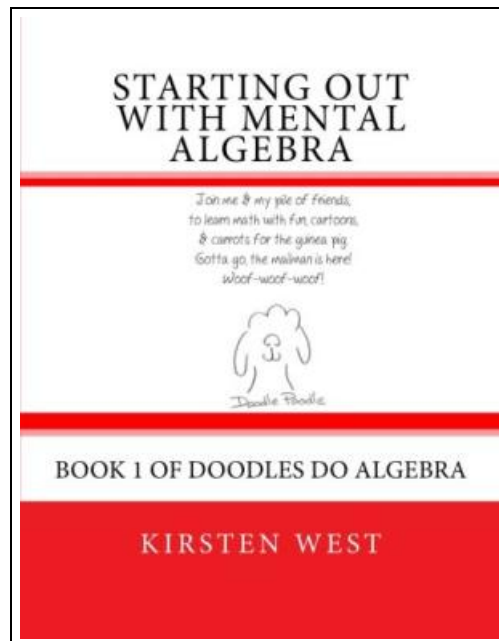 STARTING OUT
WITH MENTAL
ALGEBRA
Join me & my pile of friends,
to learn math with fun, cartoons,
& carrots for the guinea pig.
Gotta go, the mailman is here!
Woof-woof-woof!
Doodle Poodle
BOOK 1 OF DOODLES DO ALGEBRA
KIRSTEN WEST